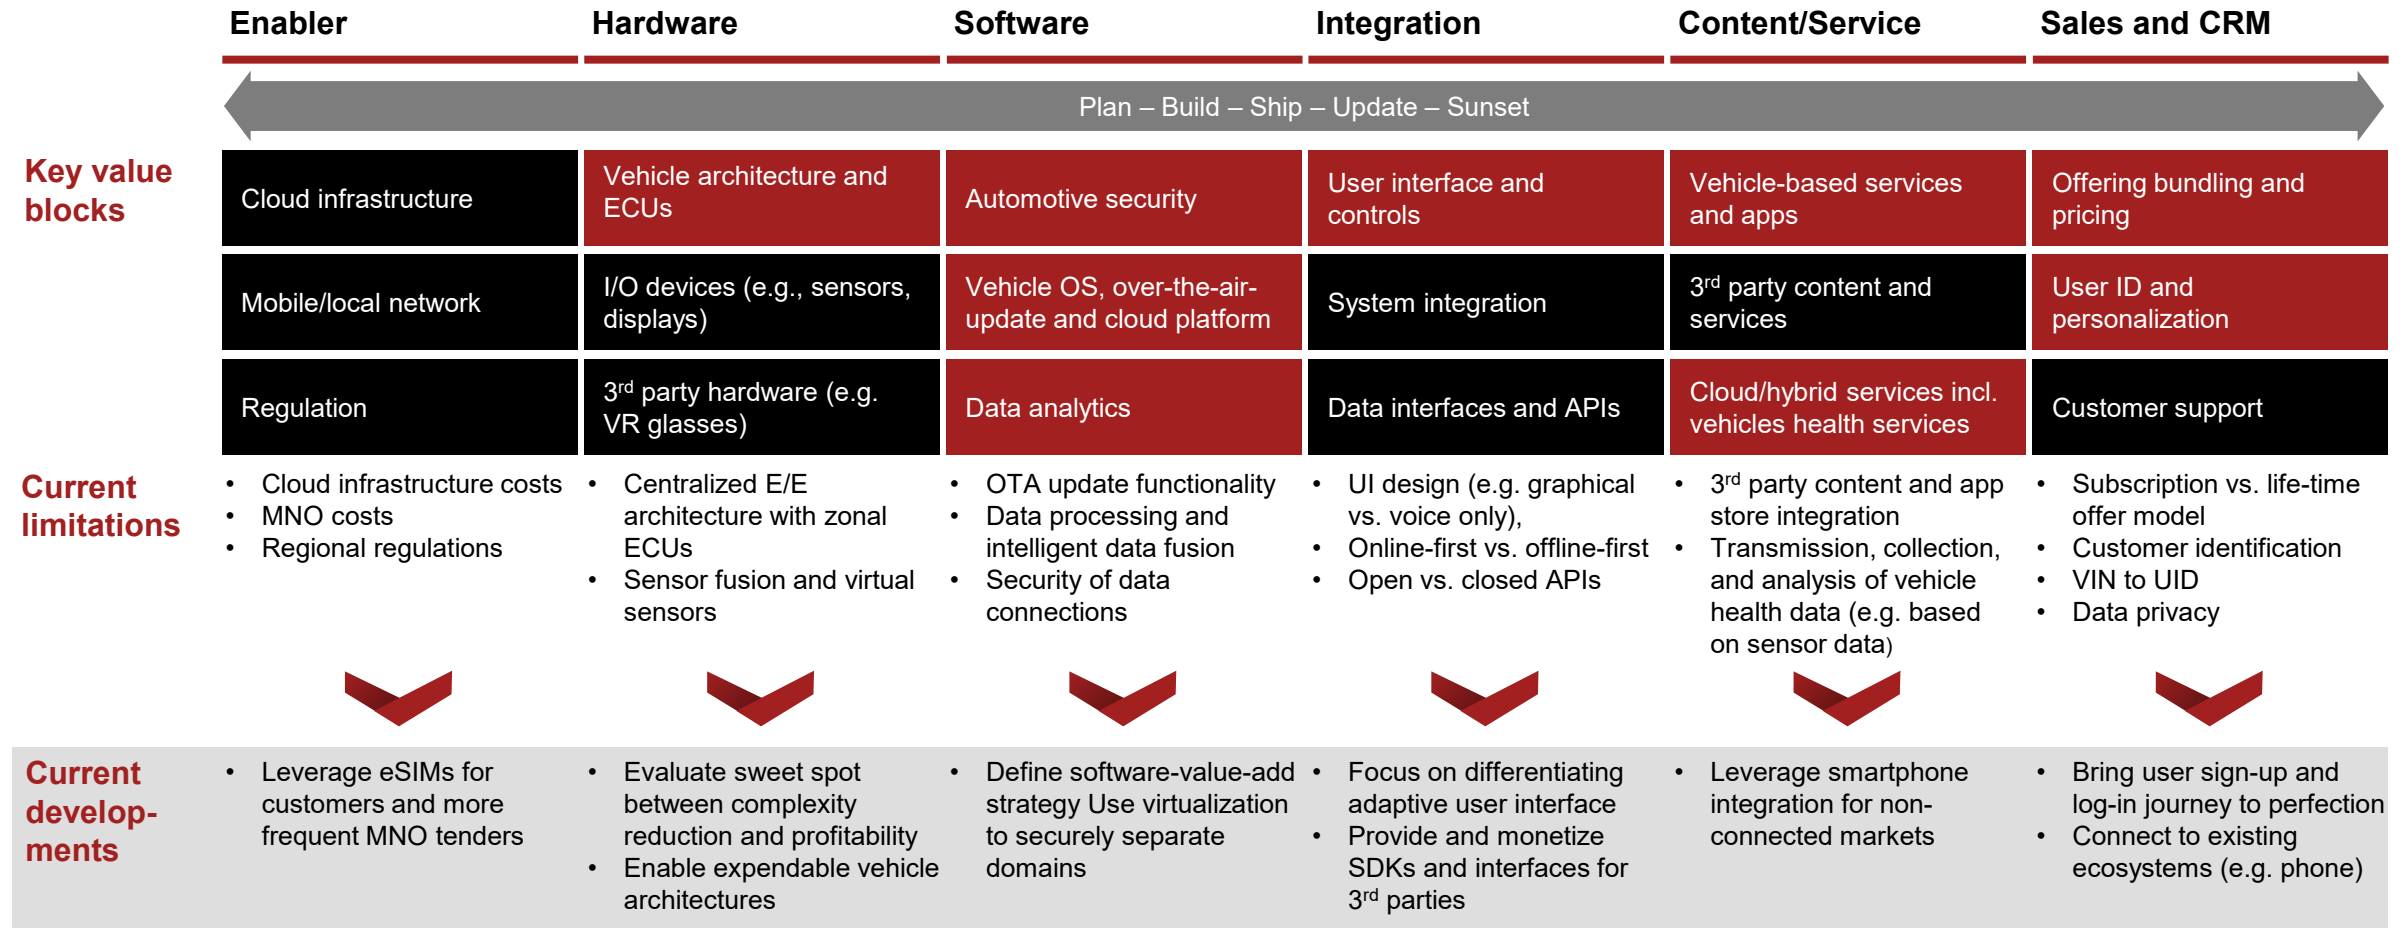 Enabler
Hardware
Software
Integration
Content/Service
Sales and CRM
Plan – Build – Ship – Update – Sunset
Key value
blocks
Cloud infrastructure
Vehicle architecture and
ECUs
Automotive security
User interface and
controls
Vehicle-based services
and apps
Offering bundling and
pricing
Mobile/local network
I/O devices (e.g., sensors,
displays)
Vehicle OS, over-the-air-
update and cloud platform
System integration
3rd party content and
services
User ID and
personalization
Regulation
3rd party hardware (e.g.
VR glasses)
Data analytics
Data interfaces and APIs
Cloud/hybrid services incl.
vehicles health services
Customer support
Current
limitations
• Cloud infrastructure costs
• MNO costs
• Regional regulations
• Centralized E/E
architecture with zonal
ECUs
• Sensor fusion and virtual
sensors
• OTA update functionality
• Data processing and
intelligent data fusion
• Security of data
connections
• UI design (e.g. graphical
vs. voice only),
• Online-first vs. offline-first
• Open vs. closed APIs
• 3rd party content and app
store integration
• Transmission, collection,
and analysis of vehicle
health data (e.g. based
on sensor data)
• Subscription vs. life-time
offer model
• Customer identification
• VIN to UID
• Data privacy
Current
develop-
ments
• Leverage eSIMs for
customers and more
frequent MNO tenders
• Evaluate sweet spot
between complexity
reduction and profitability
• Enable expendable vehicle
architectures
• Define software-value-add
strategy Use virtualization
to securely separate
domains
• Focus on differentiating
adaptive user interface
• Provide and monetize
SDKs and interfaces for
3rd parties
• Leverage smartphone
integration for non-
connected markets
• Bring user sign-up and
log-in journey to perfection
• Connect to existing
ecosystems (e.g. phone)